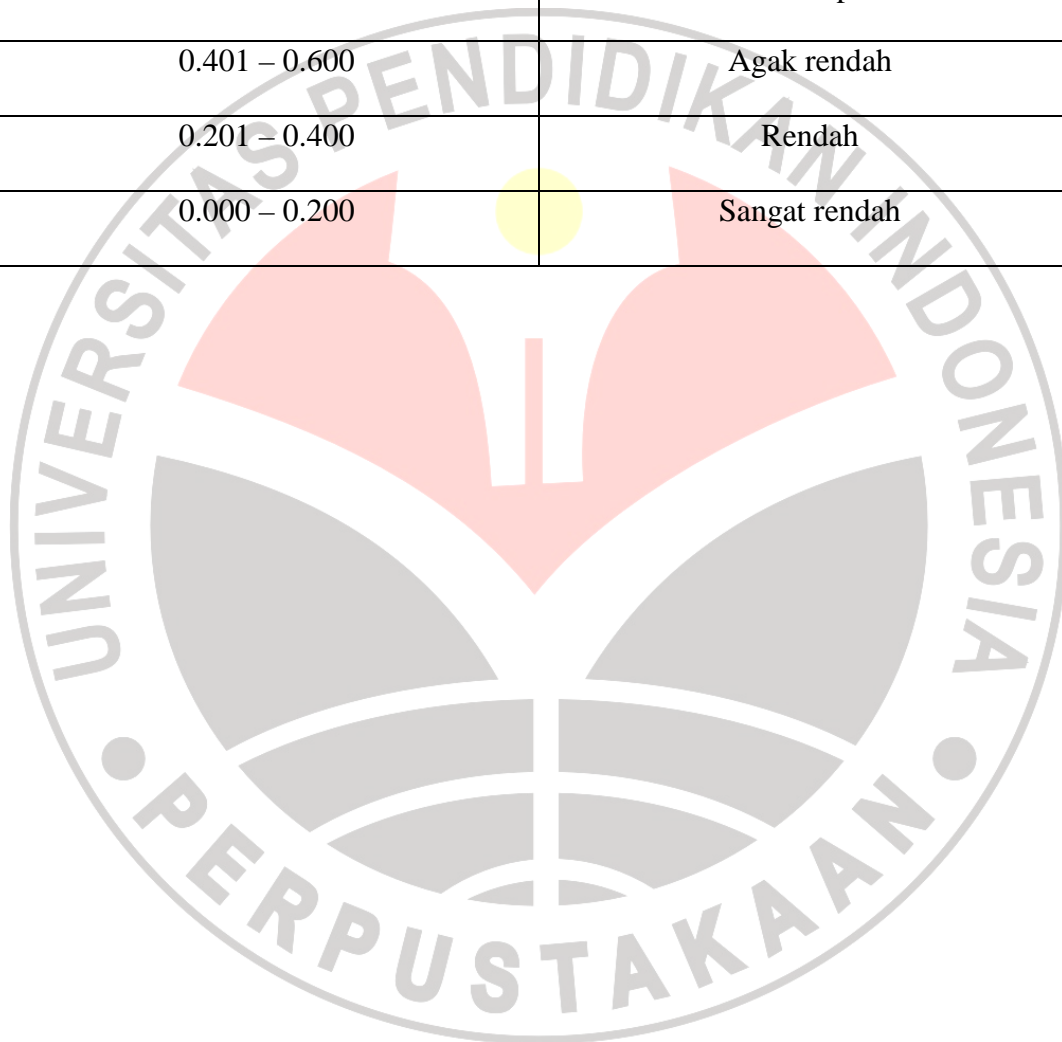 0.401 – 0.600 Agak rendah
0.201 – 0.400 Rendah
0.000 – 0.200 Sangat rendah
UNIVERSITAS PENDIDIKAN INDONESIA
PERPUSTAKAAN